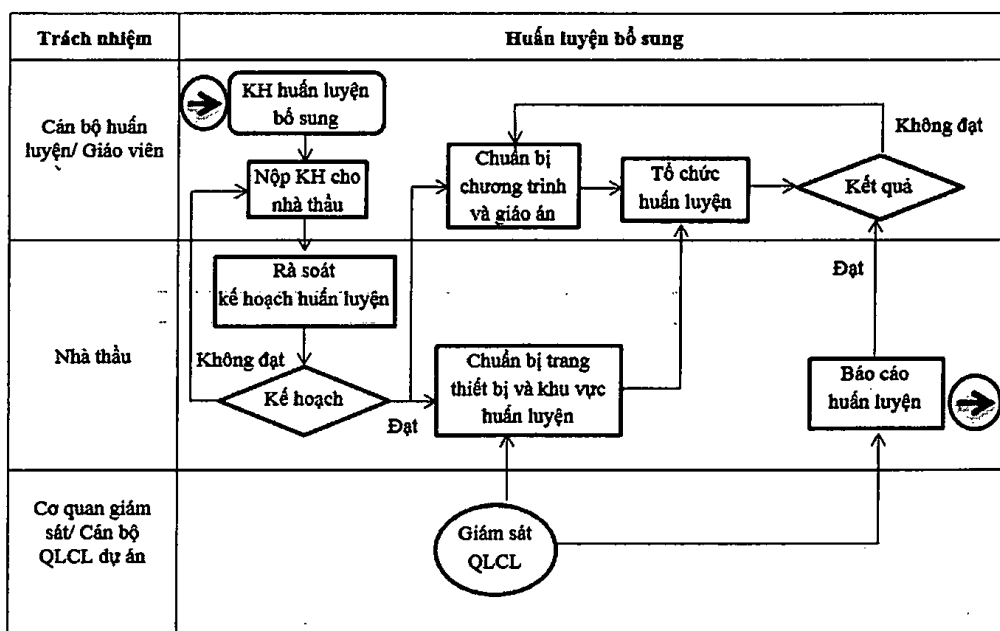 Trách nhiệm
Huấn luyện bổ sung
Cán bộ huấn
luyện/ Giáo viên
KH huấn luyện
bổ sung
Nộp KH cho
nhà thầu
Chuẩn bị
chương trình
và giáo án
Tổ chức
huấn luyện
Kết quả
Không đạt
Nhà thầu
Rà soát
kế hoạch huấn luyện
Không đạt
Kế hoạch
Đạt
Chuẩn bị trang
thiết bị và khu vực
huấn luyện
Đạt
Báo cáo
huấn luyện
Cơ quan giám
sát/ Cán bộ
QLCL dự án
Giám sát
QLCL